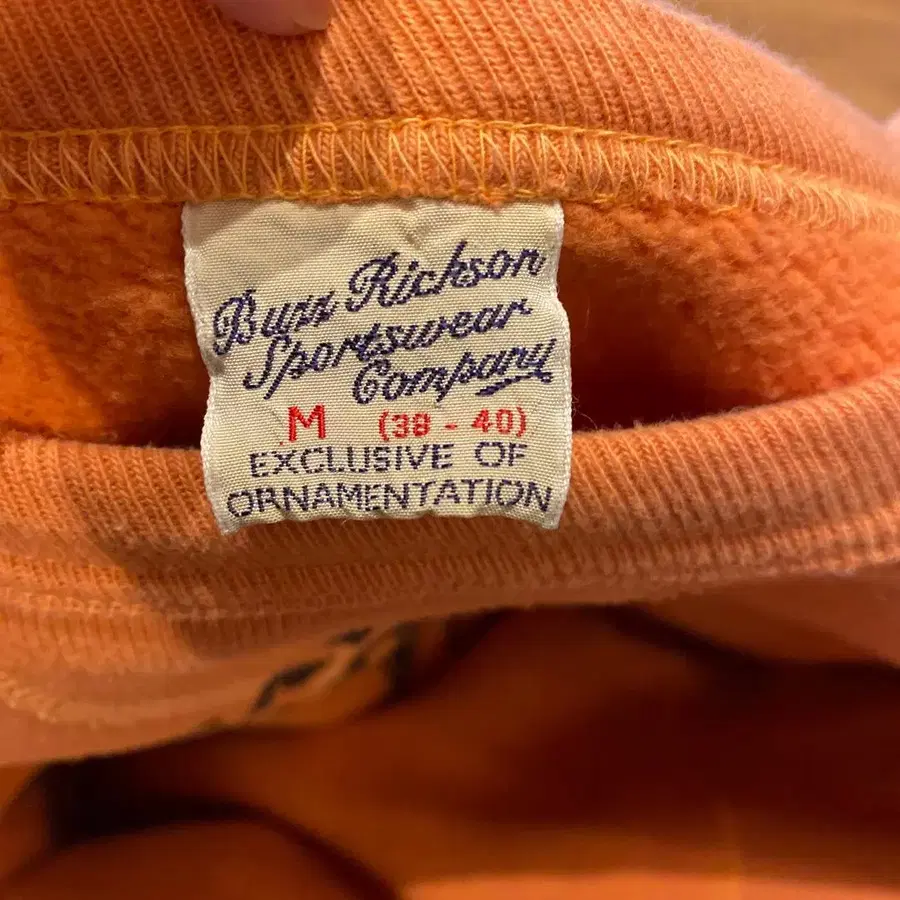 Buzz Rickson
Sportswear
Company
M (38 - 40)
EXCLUSIVE OF
ORNAMENTATION